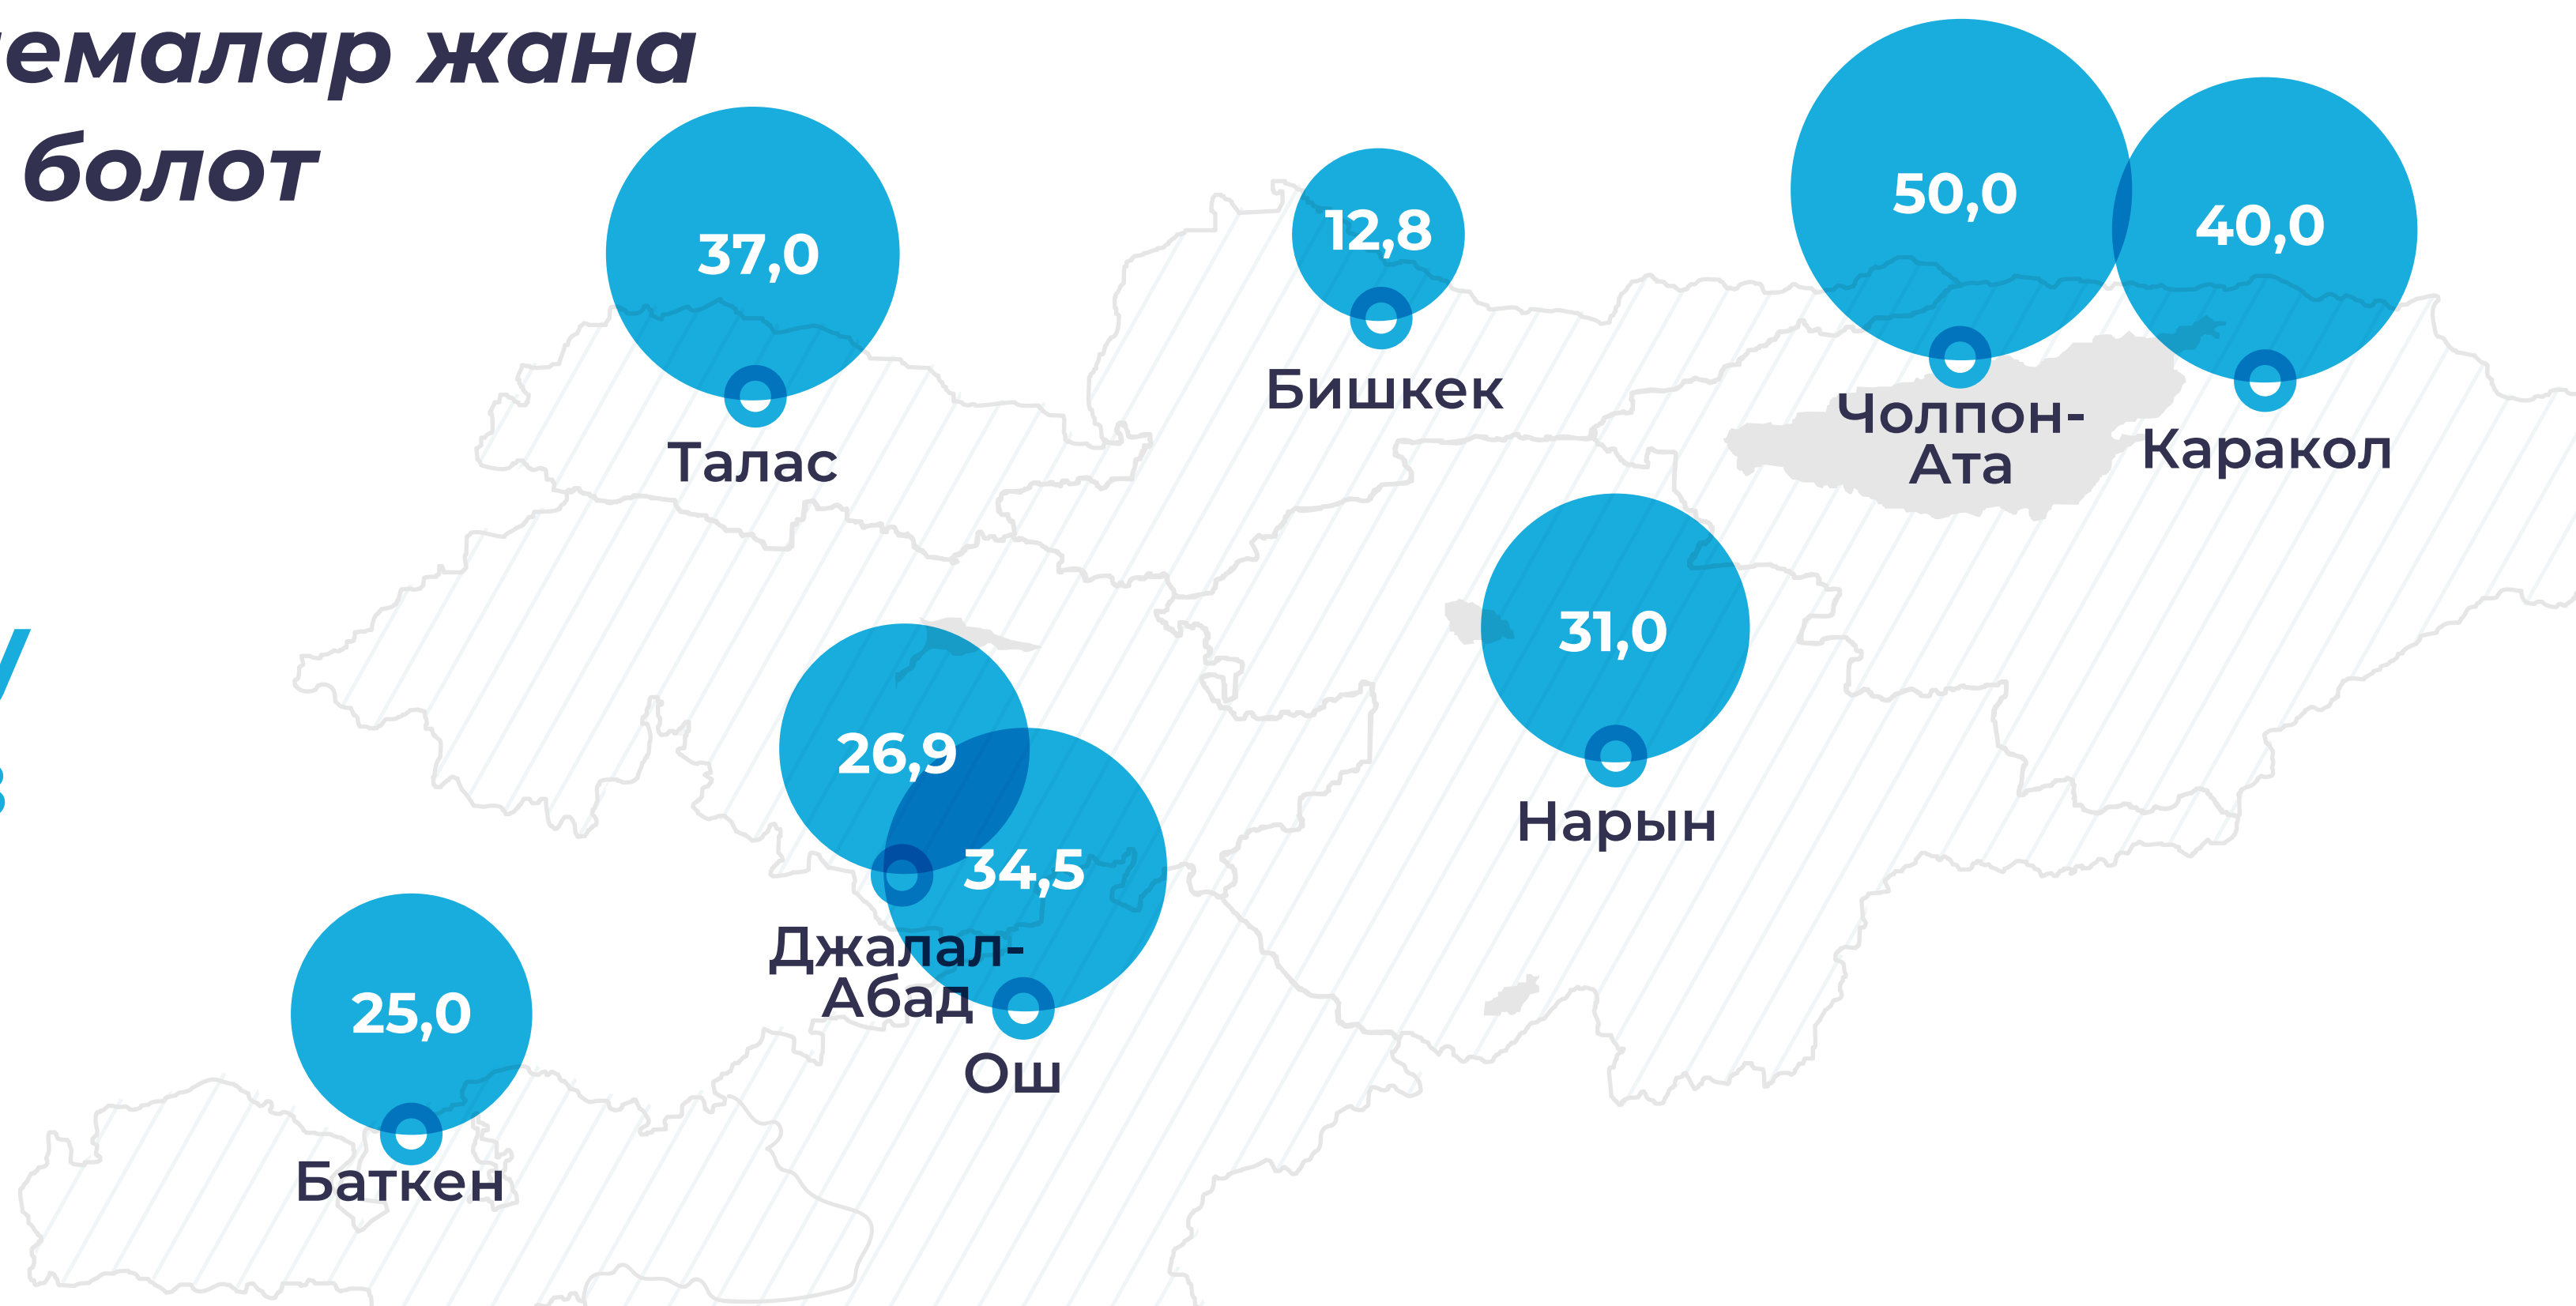 жана
болот
37,0
Талас
12,8
Бишкек
50,0
Чолпон-
Ата
40,0
Каракол
31,0
Нарын
26,9
Джалал-
Абад
34,5
Ош
25,0
Баткен